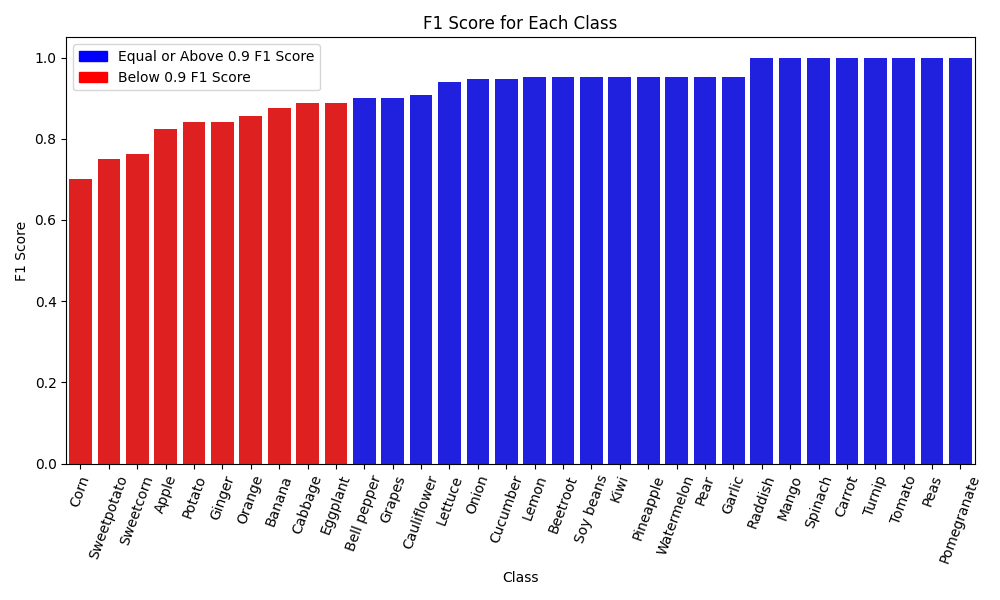 F1 Score for Each Class
Equal or Above 0.9 F1 Score
Below 0.9 F1 Score
F1 Score
1.0
0.8
0.6
0.4
0.2
0.0
Corn
Sweetpotato
Sweetcorn
Apple
Potato
Ginger
Orange
Banana
Cabbage
Eggplant
Bell pepper
Grapes
Cauliflower
Lettuce
Onion
Cucumber
Lemon
Beetroot
Soy beans
Kiwi
Pineapple
Watermelon
Pear
Garlic
Raddish
Mango
Spinach
Carrot
Turnip
Tomato
Peas
Pomegranate
Class